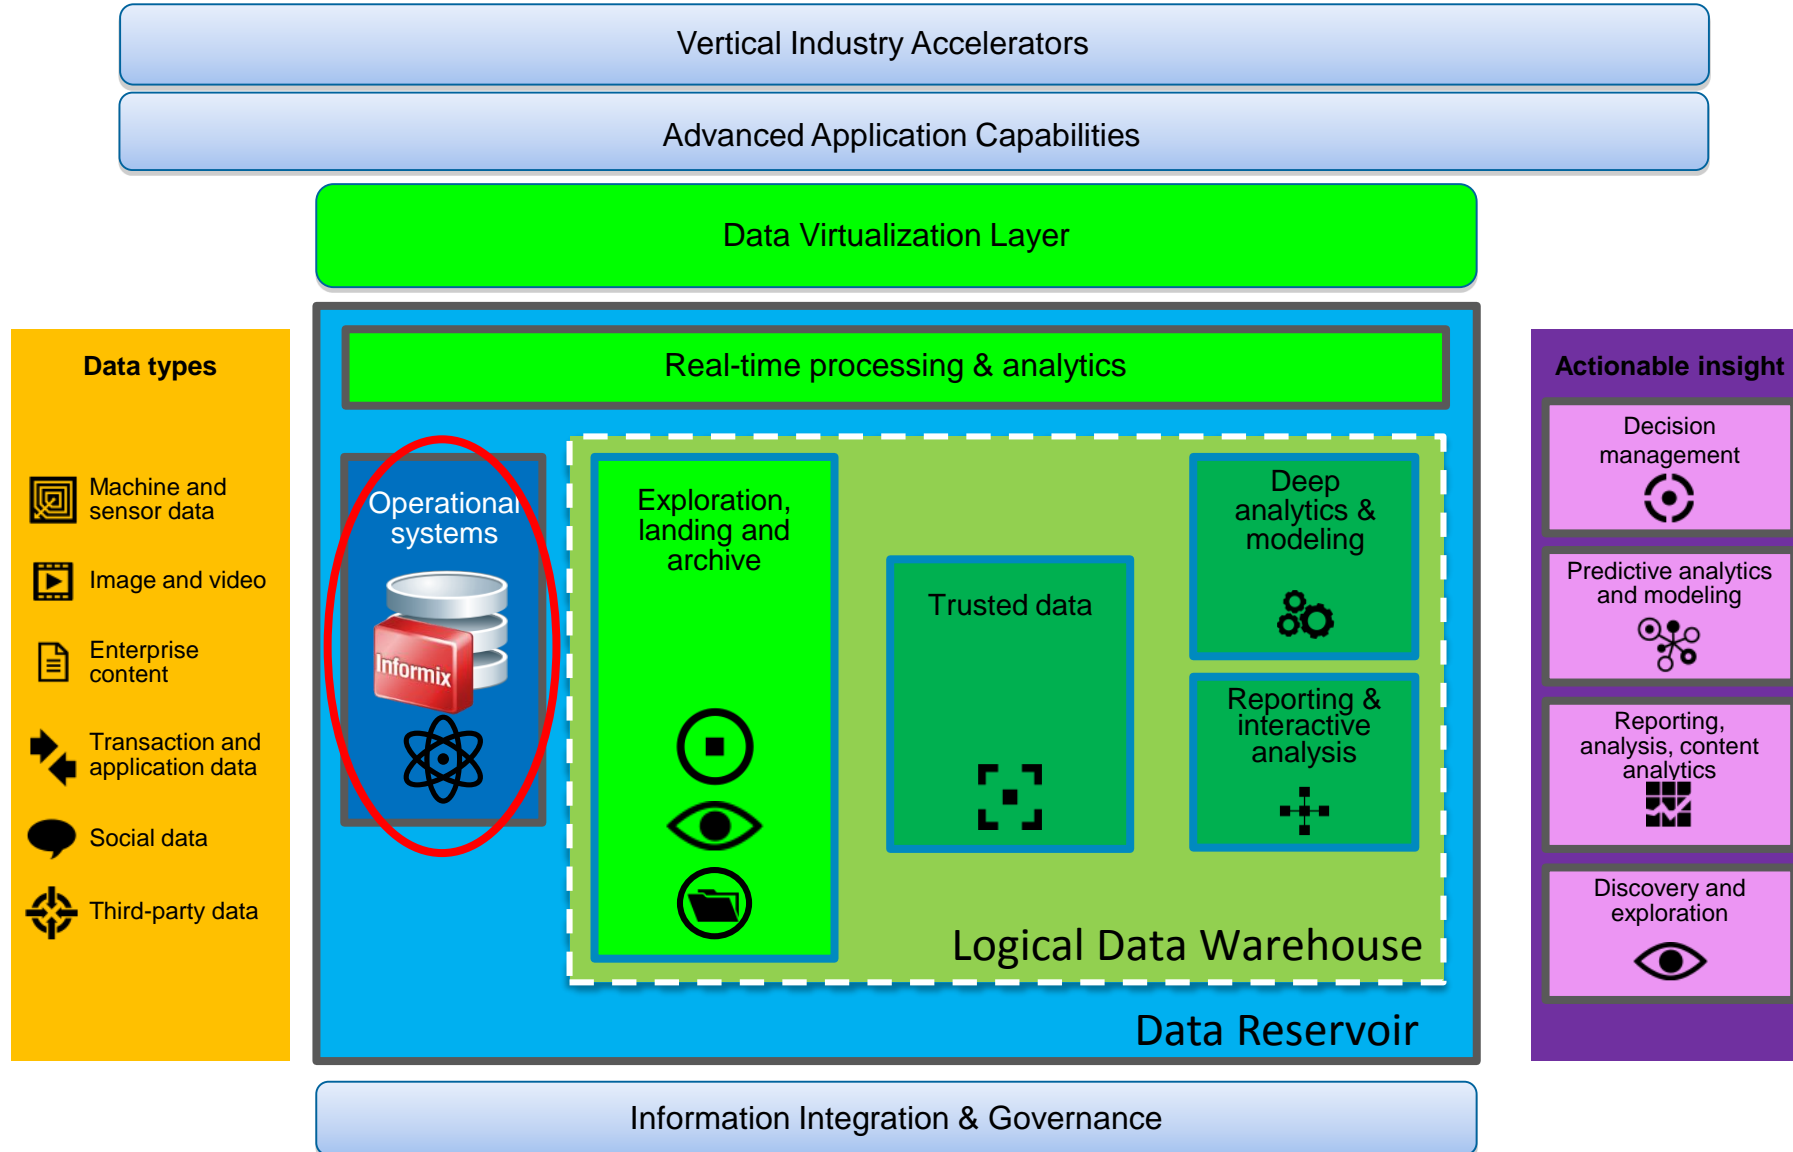 Vertical Industry Accelerators
Advanced Application Capabilities
Data Virtualization Layer
Data types
Machine and
sensor data
Image and video
Enterprise
content
Transaction and
application data
Social data
Third-party data
Real-time processing & analytics
Operational
systems
Informix
Exploration,
landing and
archive
Trusted data
Deep
analytics &
modeling
Reporting &
interactive
analysis
Logical Data Warehouse
Data Reservoir
Actionable insight
Decision
management
Predictive analytics
and modeling
Reporting,
analysis, content
analytics
Discovery and
exploration
Information Integration & Governance